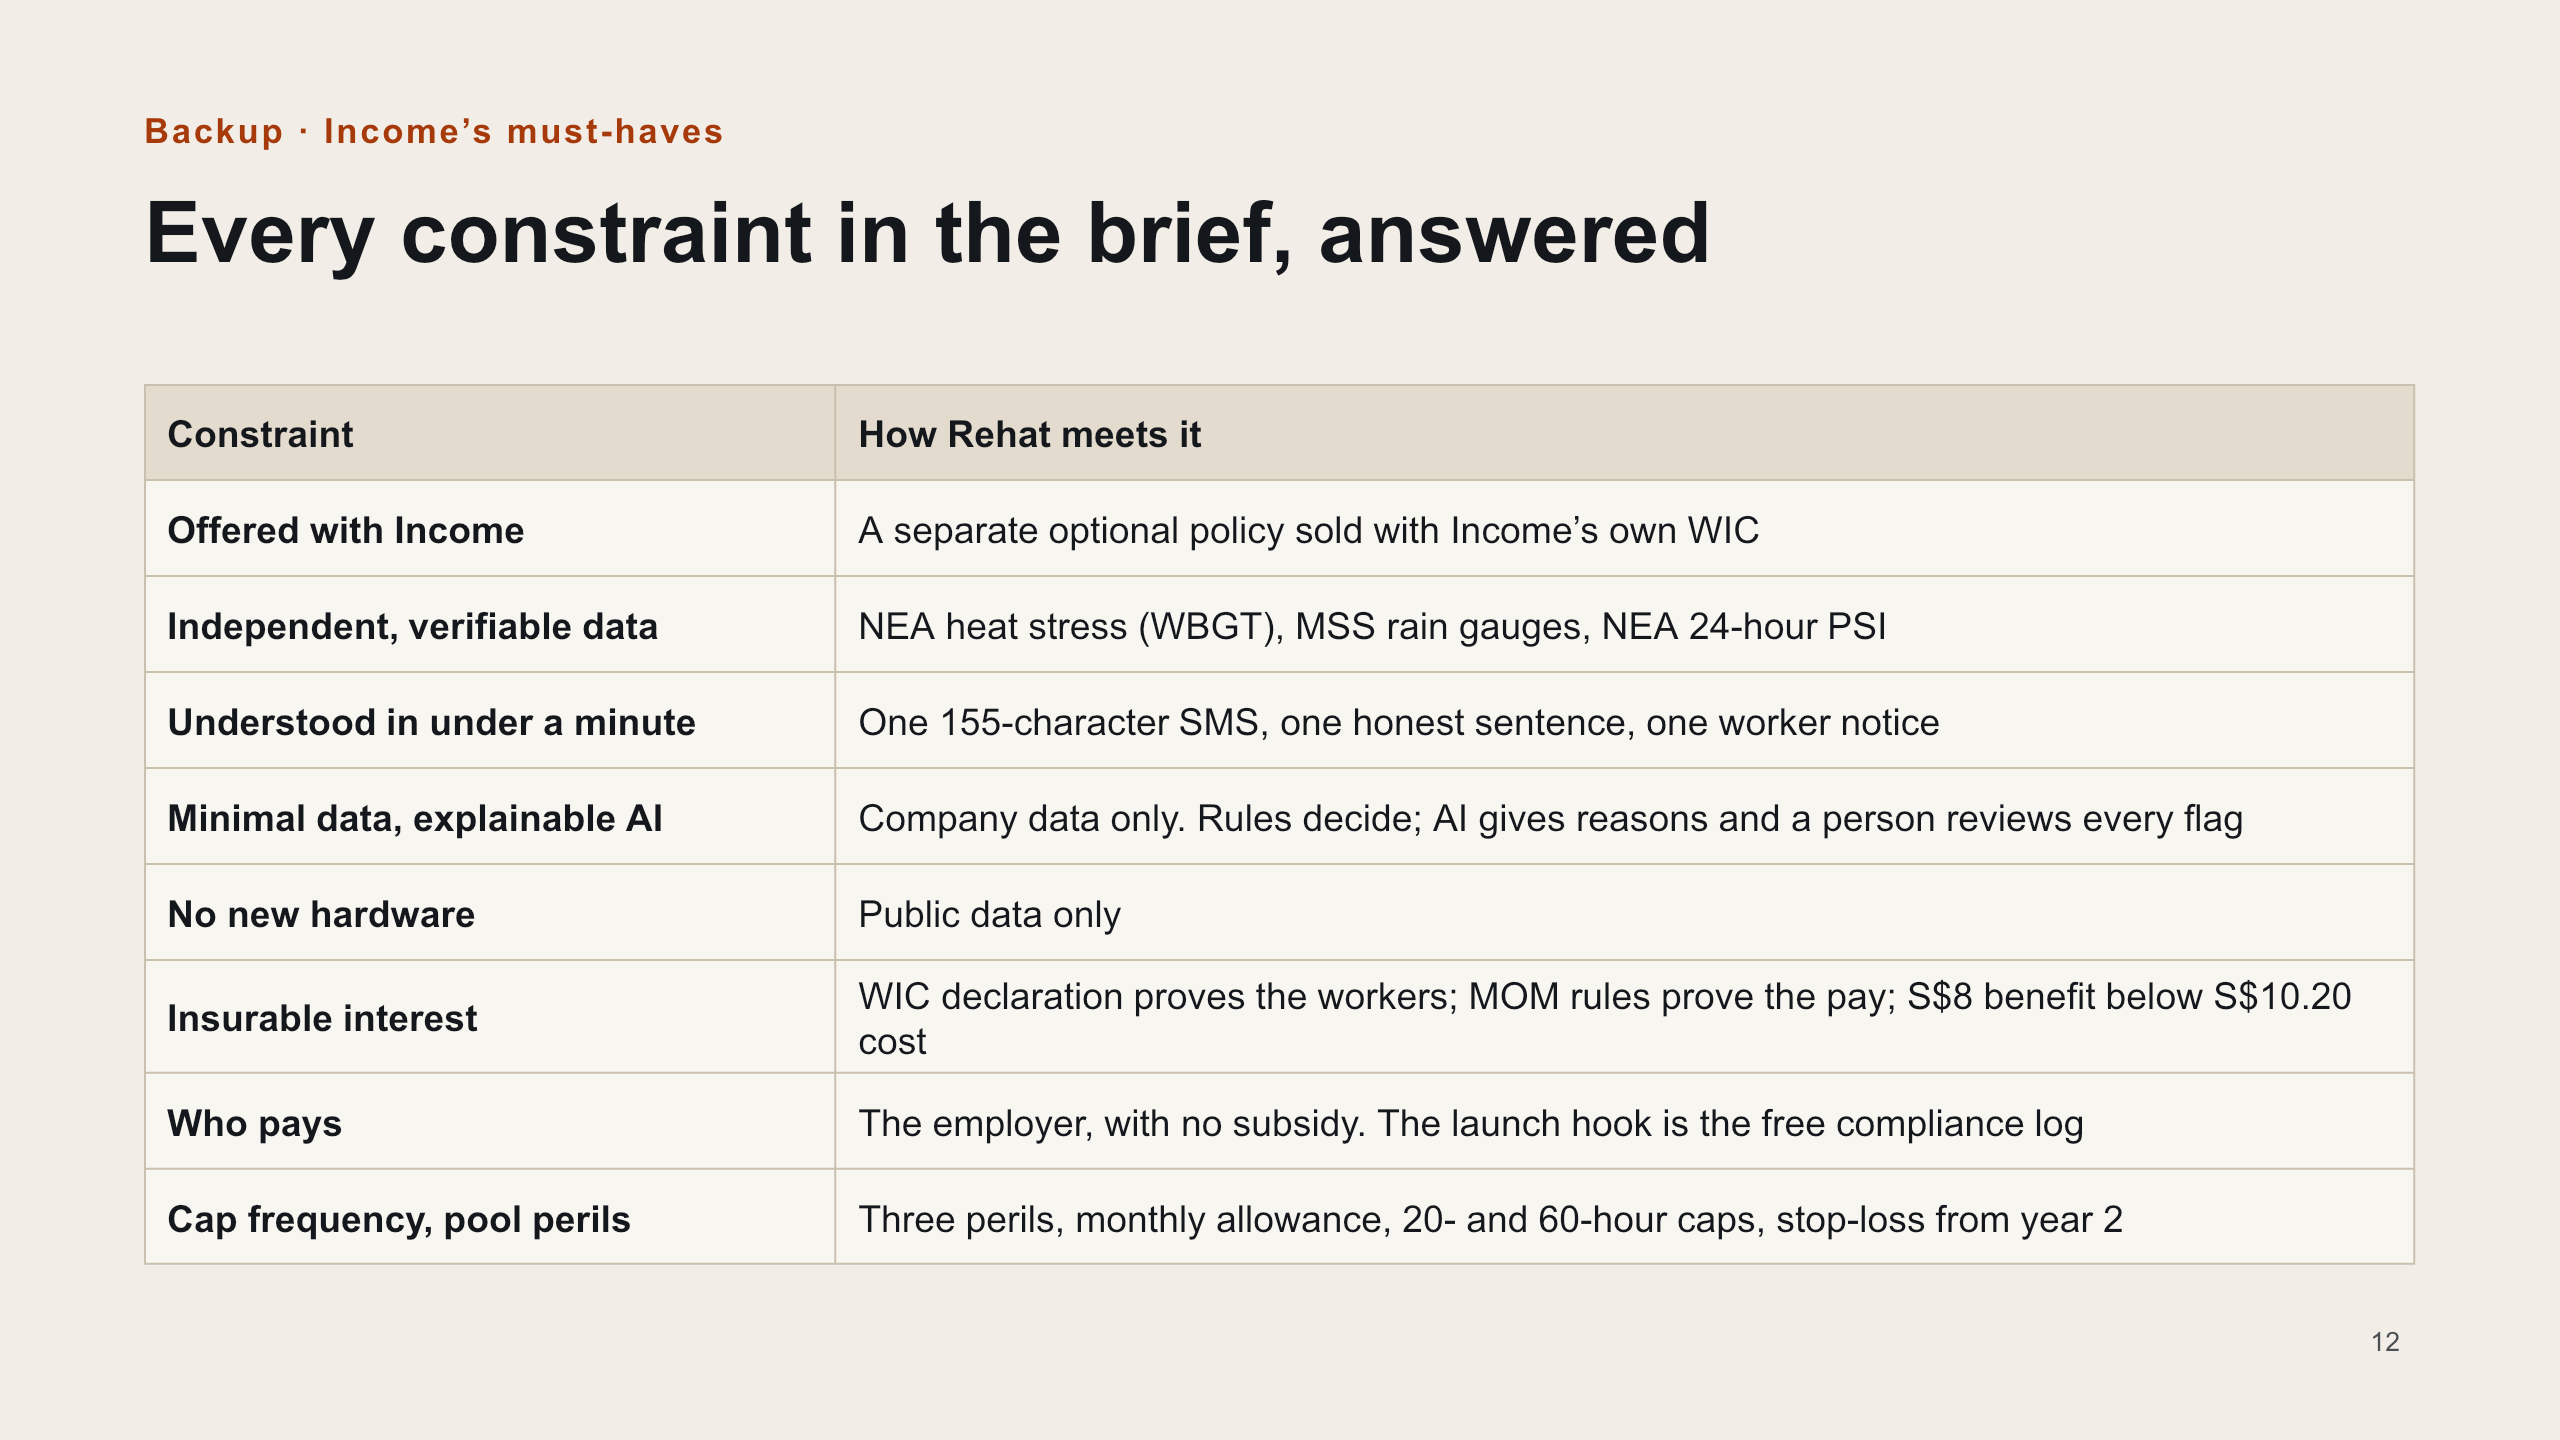 Backup · Income’s must-haves
Every constraint in the brief, answered
Constraint
How Rehat meets it
Offered with Income
A separate optional policy sold with Income’s own WIC
Independent, verifiable data
NEA heat stress (WBGT), MSS rain gauges, NEA 24-hour PSI
Understood in under a minute
One 155-character SMS, one honest sentence, one worker notice
Minimal data, explainable AI
Company data only. Rules decide; AI gives reasons and a person reviews every flag
No new hardware
Public data only
Insurable interest
WIC declaration proves the workers; MOM rules prove the pay; S$8 benefit below S$10.20
cost
Who pays
The employer, with no subsidy. The launch hook is the free compliance log
Cap frequency, pool perils
Three perils, monthly allowance, 20- and 60-hour caps, stop-loss from year 2
12